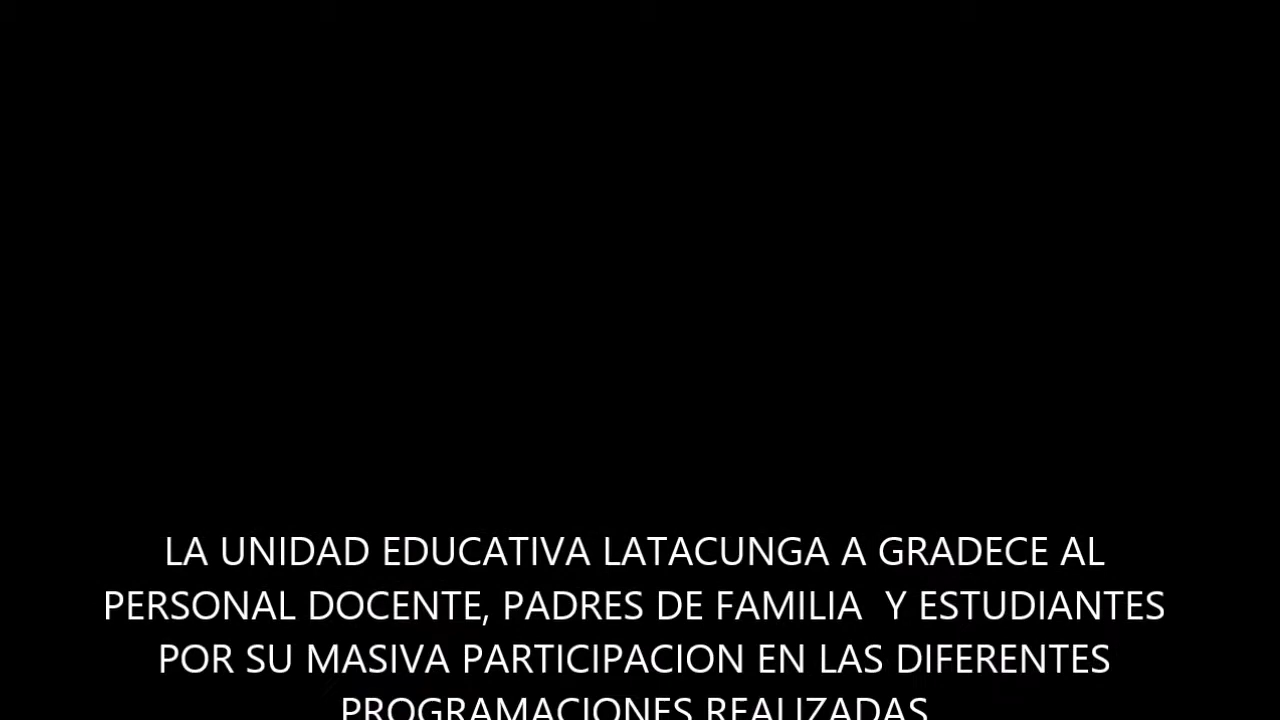 LA UNIDAD EDUCATIVA LATACUNGA A GRADECE AL
PERSONAL DOCENTE, PADRES DE FAMILIA  Y ESTUDIANTES
POR SU MASIVA PARTICIPACION EN LAS DIFERENTES
PROGRAMACIONES REALIZADAS